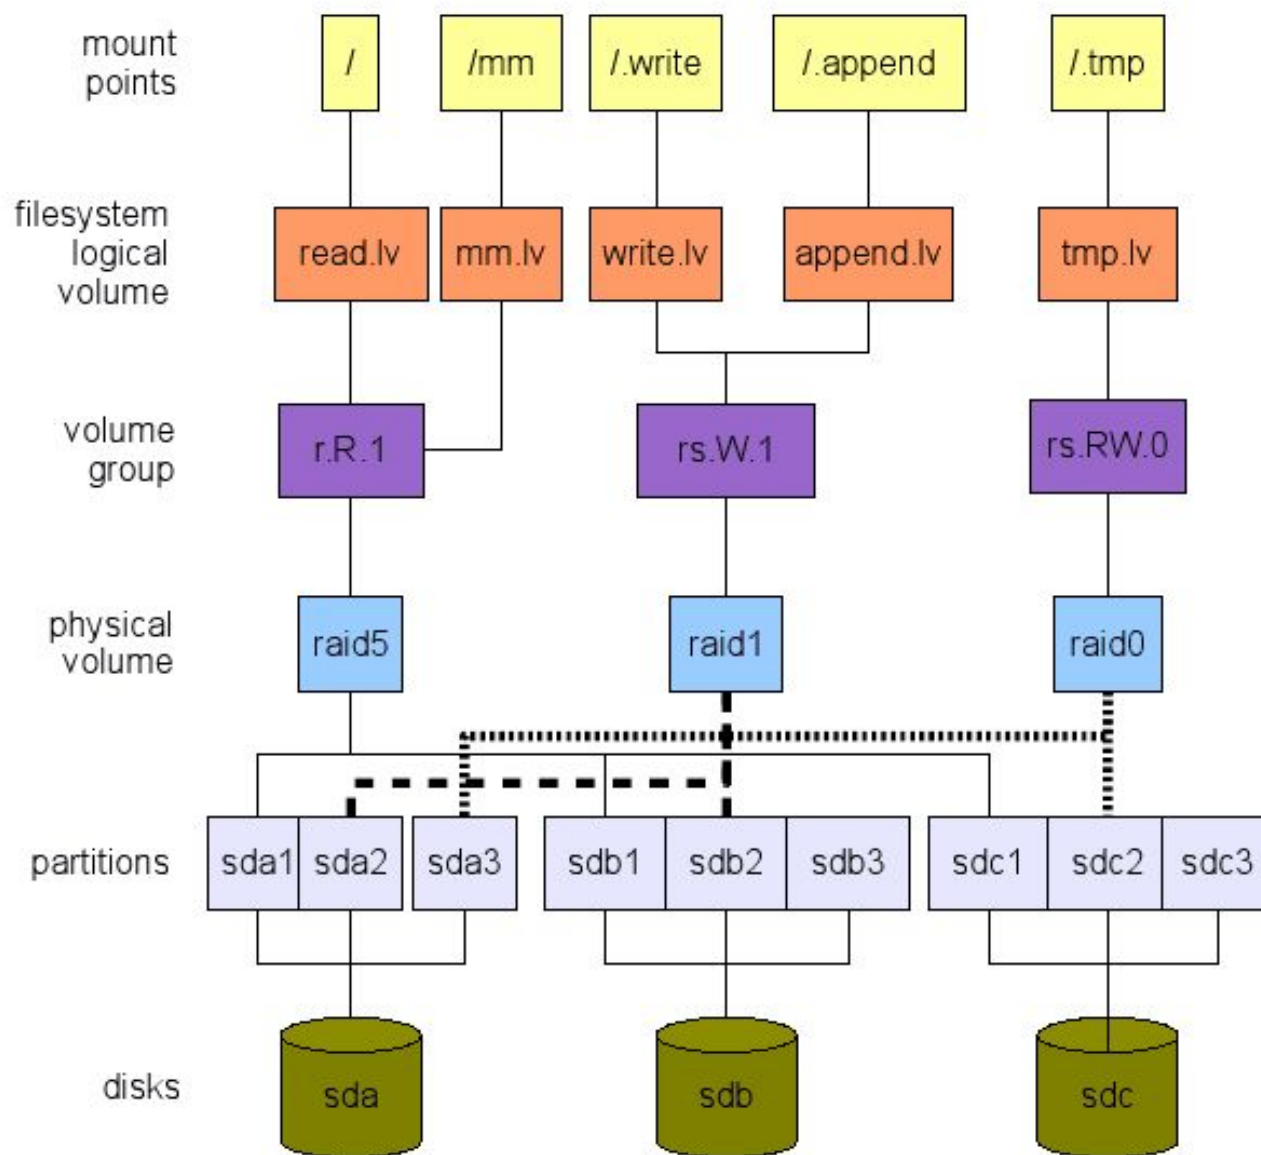 mount
points
/
/mm
/.write
/.append
/.tmp
filesystem
logical
volume
read.lv
mm.lv
write.lv
append.lv
tmp.lv
volume
group
r.R.1
rs.W.1
rs.RW.0
physical
volume
raid5
raid1
raid0
partitions
sda1
sda2
sda3
sdb1
sdb2
sdb3
sdc1
sdc2
sdc3
disks
sda
sdb
sdc